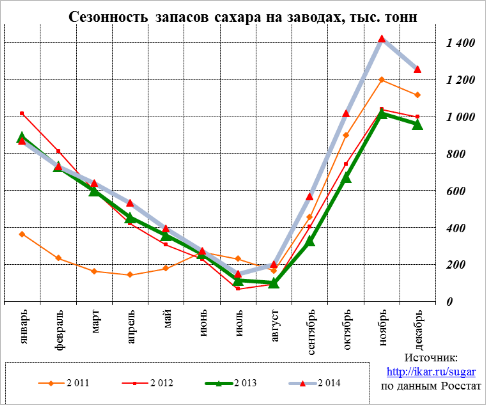 Сезонность запасов сахара на заводах, тыс. тонн
1 400
1 200
1 000
800
600
400
200
0
январь
февраль
март
апрель
май
июнь
июль
август
сентябрь
октябрь
ноябрь
декабрь
2 011
2 012
2 013
2 014
Источник:
http://ikar.ru/sugar
по данным Росстат